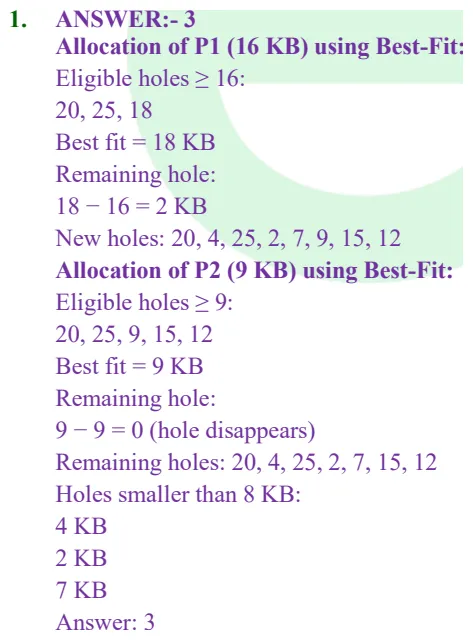 1. ANSWER:- 3
Allocation of P1 (16 KB) using Best-Fit:
Eligible holes ≥ 16:
20, 25, 18
Best fit = 18 KB
Remaining hole:
18 − 16 = 2 KB
New holes: 20, 4, 25, 2, 7, 9, 15, 12
Allocation of P2 (9 KB) using Best-Fit:
Eligible holes ≥ 9:
20, 25, 9, 15, 12
Best fit = 9 KB
Remaining hole:
9 − 9 = 0 (hole disappears)
Remaining holes: 20, 4, 25, 2, 7, 15, 12
Holes smaller than 8 KB:
4 KB
2 KB
7 KB
Answer: 3